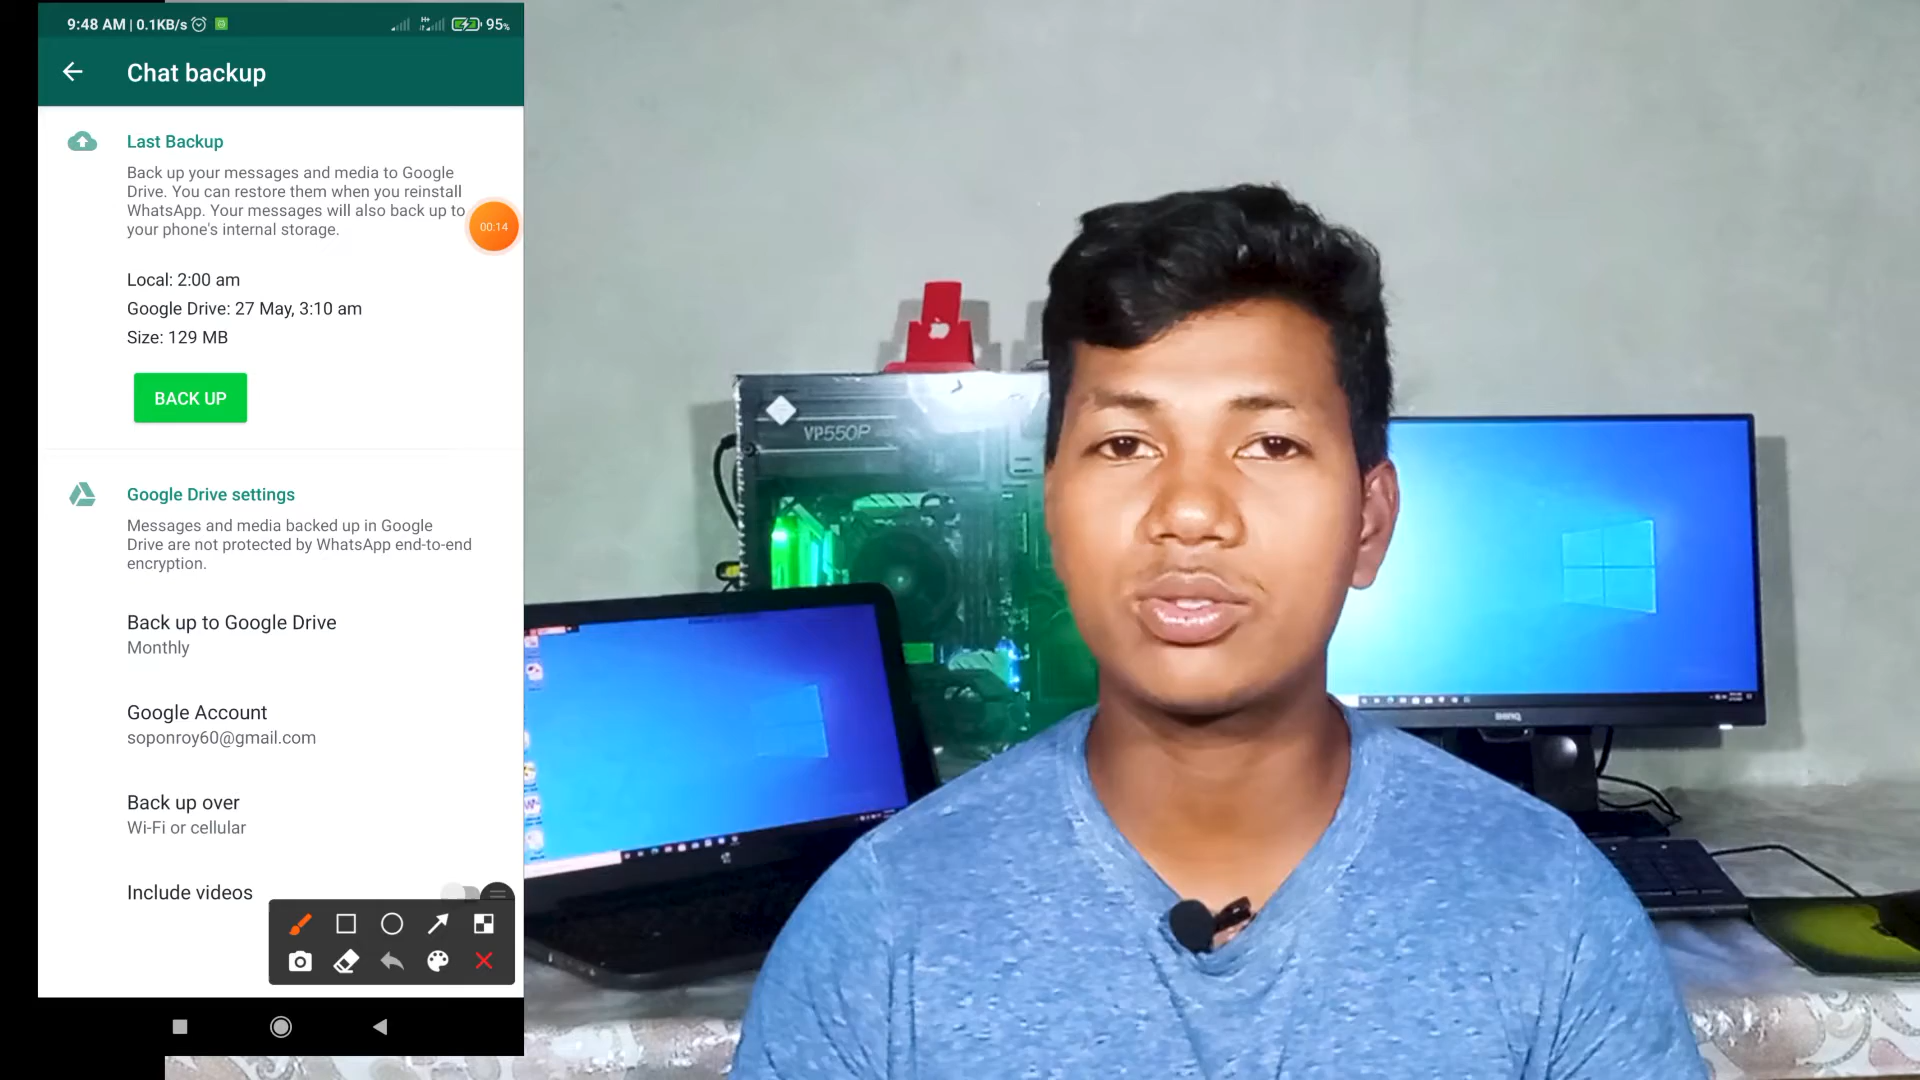 9:48 AM | 0.1KB/s
H+
95%
Chat backup
Last Backup
Back up your messages and media to Google
Drive. You can restore them when you reinstall
WhatsApp. Your messages will also back up to
your phone's internal storage.
00:14
Local: 2:00 am
Google Drive: 27 May, 3:10 am
Size: 129 MB
BACK UP
Google Drive settings
Messages and media backed up in Google
Drive are not protected by WhatsApp end-to-end
encryption.
Back up to Google Drive
Monthly
Google Account
soponroy60@gmail.com
Back up over
Wi-Fi or cellular
Include videos
VP550P
BenQ